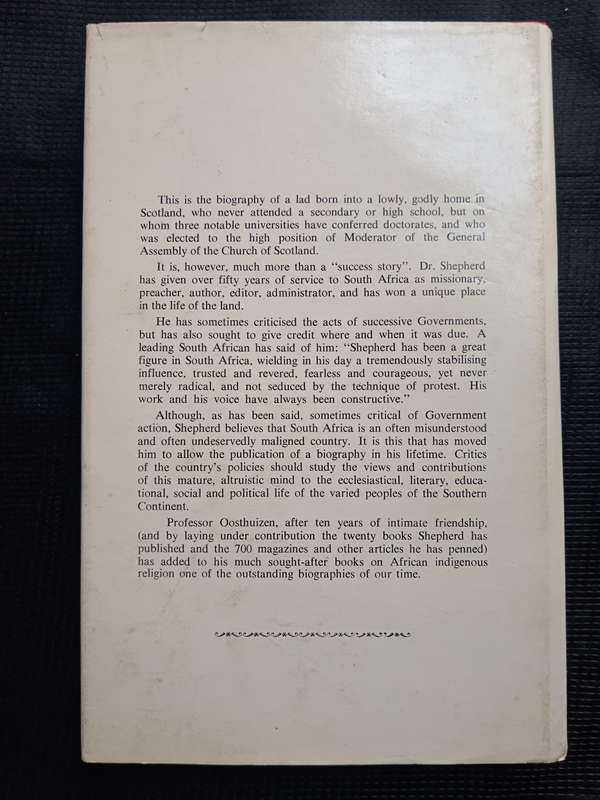 This is the biography of a lad born into a lowly, godly home in
Scotland, who never attended a secondary or high school, but on
whom three notable universities have conferred doctorates, and who
was elected to the high position of Moderator of the General
Assembly of the Church of Scotland.
It is, however, much more than a “success story”. Dr. Shepherd
has given over fifty years of service to South Africa as missionary,
preacher, author, editor, administrator, and has won a unique place
in the life of the land.
He has sometimes criticised the acts of successive Governments,
but has also sought to give credit where and when it was due. A
leading South African has said of him: “Shepherd has been a great
figure in South Africa, wielding in his day a tremendously stabilising
influence, trusted and revered, fearless and courageous, yet never
merely radical, and not seduced by the technique of protest. His
work and his voice have always been constructive.”
Although, as has been said, sometimes critical of Government
action, Shepherd believes that South Africa is an often misunderstood
and often undeservedly maligned country. It is this that has moved
him to allow the publication of a biography in his lifetime. Critics
of the country's policies should study the views and contributions
of this mature, altruistic mind to the ecclesiastical, literary, educa-
tional, social and political life of the varied peoples of the Southern
Continent.
Professor Oosthuizen, after ten years of intimate friendship,
(and by laying under contribution the twenty books Shepherd has
published and the 700 magazines and other articles he has penned)
has added to his much sought-after books on African indigenous
religion one of the outstanding biographies of our time.